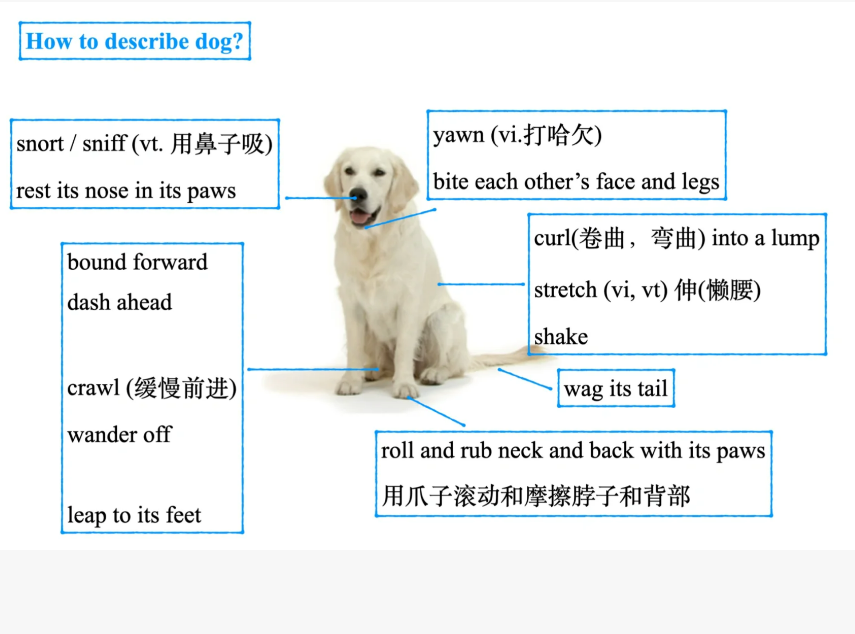 How to describe dog?
snort / sniff (vt. 用鼻子吸)
rest its nose in its paws
yawn (vi.打哈欠)
bite each other’s face and legs
curl(卷曲，弯曲) into a lump
stretch (vi, vt) 伸(懒腰)
shake
bound forward
dash ahead
crawl (缓慢前进)
wander off
leap to its feet
wag its tail
roll and rub neck and back with its paws
用爪子滚动和摩擦脖子和背部